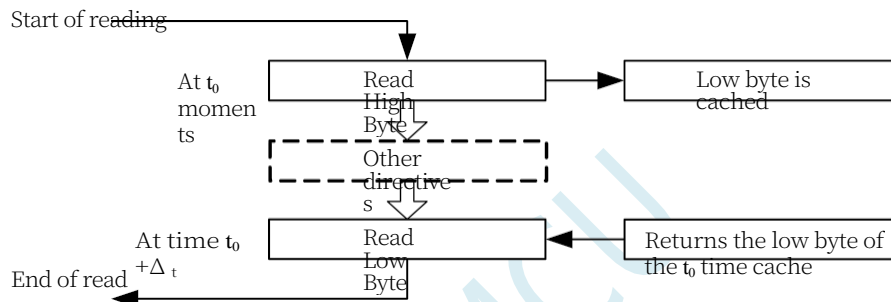 Start of reading
At t₀
momen
ts
Read
High
Byte
Low byte is
cached
Other
directive
s
At time t₀
+Δ t
Read
Low
Byte
Returns the low byte of
the t₀ time cache
End of read
MCU